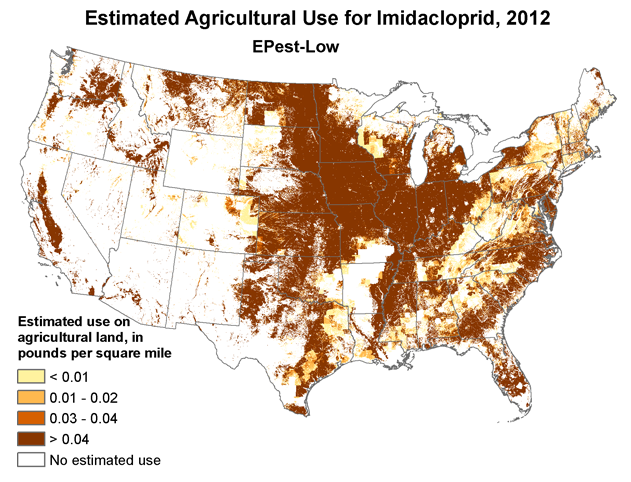 Estimated Agricultural Use for Imidacloprid, 2012
EPest-Low
Estimated use on
agricultural land, in
pounds per square mile
< 0.01
0.01 - 0.02
0.03 - 0.04
> 0.04
No estimated use